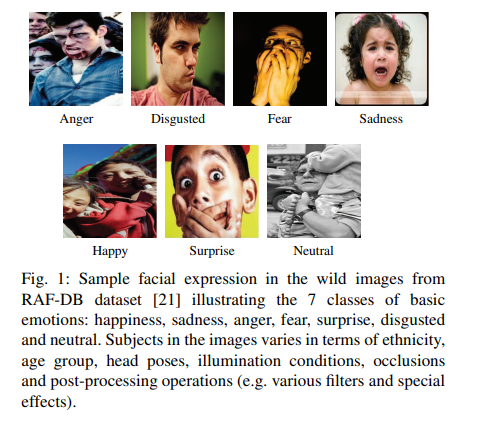 Anger Disgusted Fear Sadness
Happy Surprise Neutral
Fig. 1: Sample facial expression in the wild images from
RAF-DB dataset [21] illustrating the 7 classes of basic
emotions: happiness, sadness, anger, fear, surprise, disgusted
and neutral. Subjects in the images varies in terms of ethnicity,
age group, head poses, illumination conditions, occlusions
and post-processing operations (e.g. various filters and special
effects).